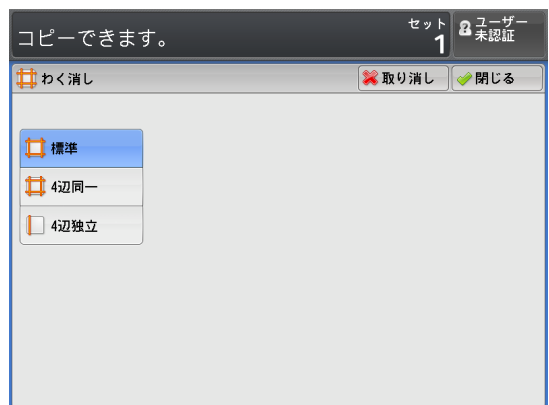 コピーできます。
セット
1
ユーザー
未認証
わく消し
取り消し
閉じる
標準
4辺同一
4辺独立